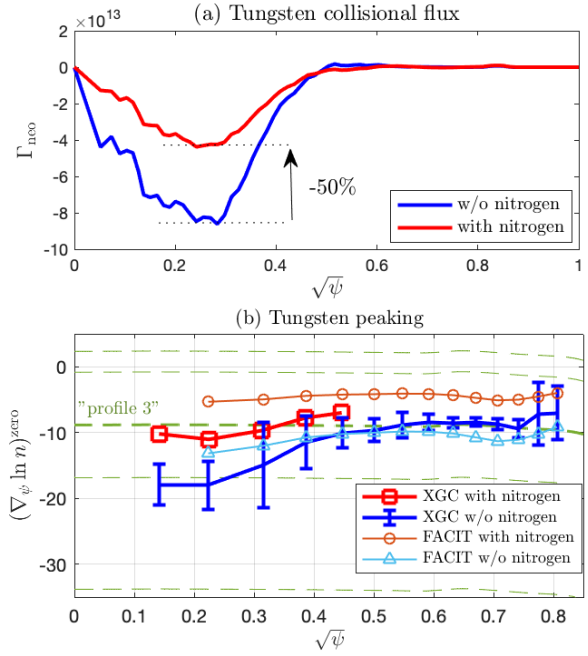 (a) Tungsten collisional flux
×10^13
2
0
-2
-4
-6
-8
-10
Γneo
-50%
w/o nitrogen
with nitrogen
0
0.2
0.4
0.6
0.8
1
√ψ
(b) Tungsten peaking
0
-10
-20
-30
(∇ψ ln n)^zero
"profile 3"
XGC with nitrogen
XGC w/o nitrogen
FACIT with nitrogen
FACIT w/o nitrogen
0
0.1
0.2
0.3
0.4
0.5
0.6
0.7
0.8
√ψ